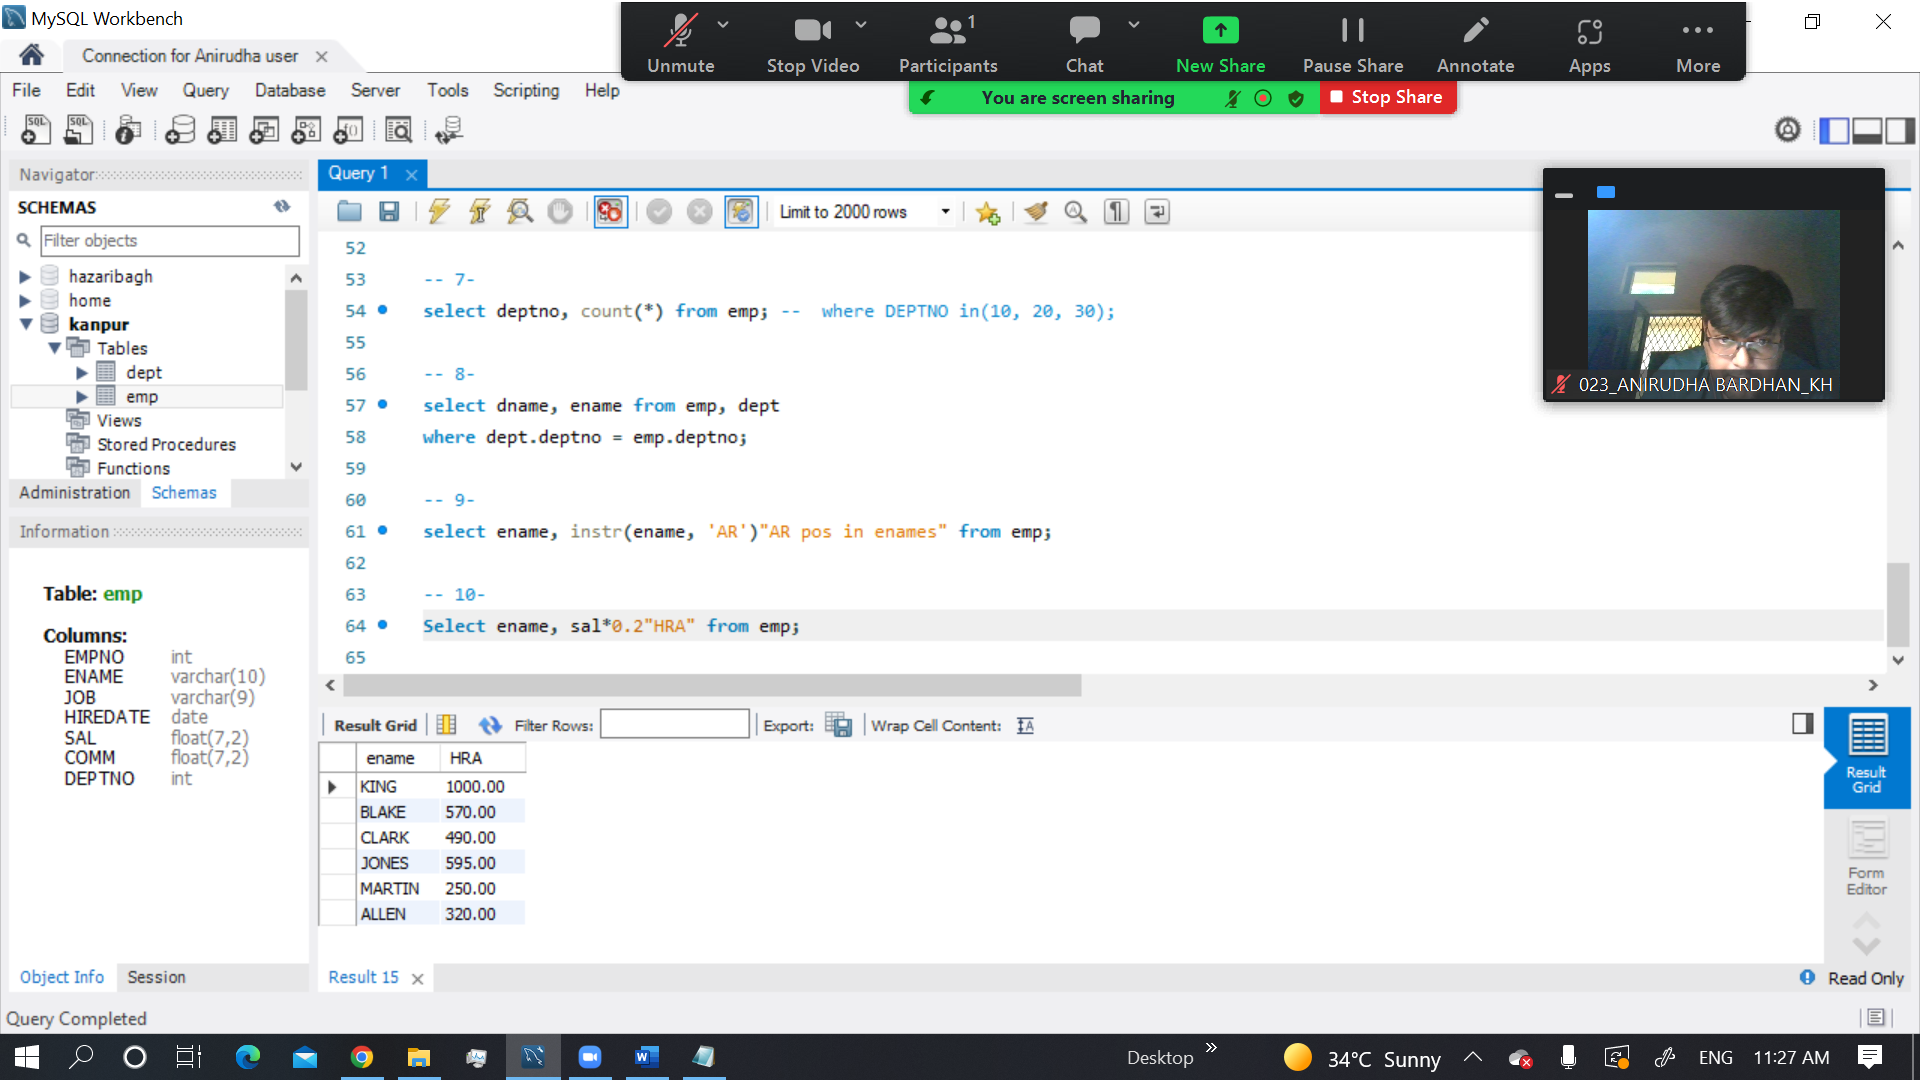 MySQL Workbench
Unmute
Stop Video
Participants
1
Chat
New Share
Pause Share
Annotate
Apps
More
Connection for Anirudha user
You are screen sharing
Stop Share
File Edit View Query Database Server Tools Scripting Help
Navigator
SCHEMAS
Filter objects
hazaribagh
home
kanpur
Tables
dept
emp
Views
Stored Procedures
Functions
Administration Schemas
Information
Table: emp
Columns:
EMPNO int
ENAME varchar(10)
JOB varchar(9)
HIREDATE date
SAL float(7,2)
COMM float(7,2)
DEPTNO int
Object Info Session
Query 1
Limit to 2000 rows
52
53 -- 7-
54 select deptno, count(*) from emp; -- where DEPTNO in(10, 20, 30);
55
56 -- 8-
57 select dname, ename from emp, dept
58 where dept.deptno = emp.deptno;
59
60 -- 9-
61 select ename, instr(ename, 'AR')"AR pos in enames" from emp;
62
63 -- 10-
64 Select ename, sal*0.2"HRA" from emp;
65
023_ANIRUDHA BARDHAN_KH
Result Grid Filter Rows: Export: Wrap Cell Content:
ename HRA
KING 1000.00
BLAKE 570.00
CLARK 490.00
JONES 595.00
MARTIN 250.00
ALLEN 320.00
Result Grid
Form Editor
Result 15
Read Only
Query Completed
Desktop
34°C Sunny
ENG
11:27 AM